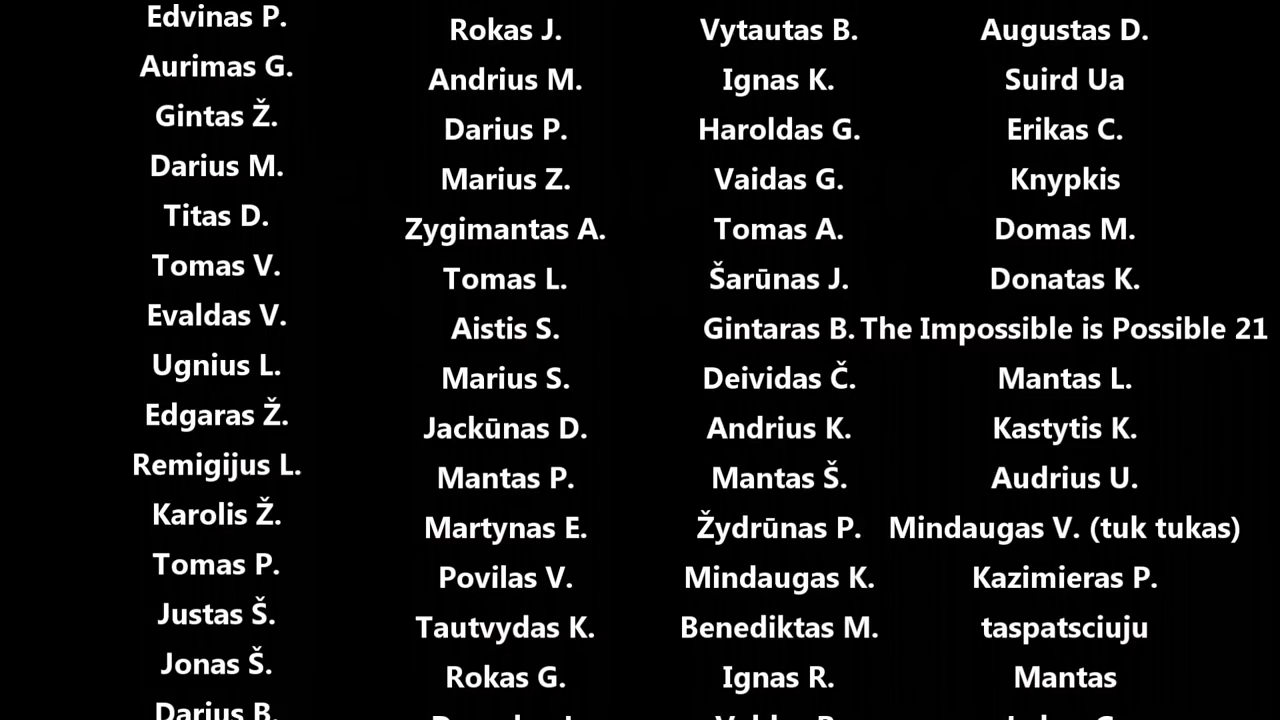 Edvinas P.
Aurimas G.
Gintas Ž.
Darius M.
Titas D.
Tomas V.
Evaldas V.
Ugnius L.
Edgaras Ž.
Remigijus L.
Karolis Ž.
Tomas P.
Justas Š.
Jonas Š.
Darius B.
Rokas J.
Andrius M.
Darius P.
Marius Z.
Zygimantas A.
Tomas L.
Aistis S.
Marius S.
Jackūnas D.
Mantas P.
Martynas E.
Povilas V.
Tautvydas K.
Rokas G.
Vytautas B.
Ignas K.
Haroldas G.
Vaidas G.
Tomas A.
Šarūnas J.
Gintaras B.
Deividas Č.
Andrius K.
Mantas Š.
Žydrūnas P.
Mindaugas K.
Benediktas M.
Ignas R.
Augustas D.
Suird Ua
Erikas C.
Knypkis
Domas M.
Donatas K.
The Impossible is Possible 21
Mantas L.
Kastytis K.
Audrius U.
Mindaugas V. (tuk tukas)
Kazimieras P.
taspatsciuju
Mantas